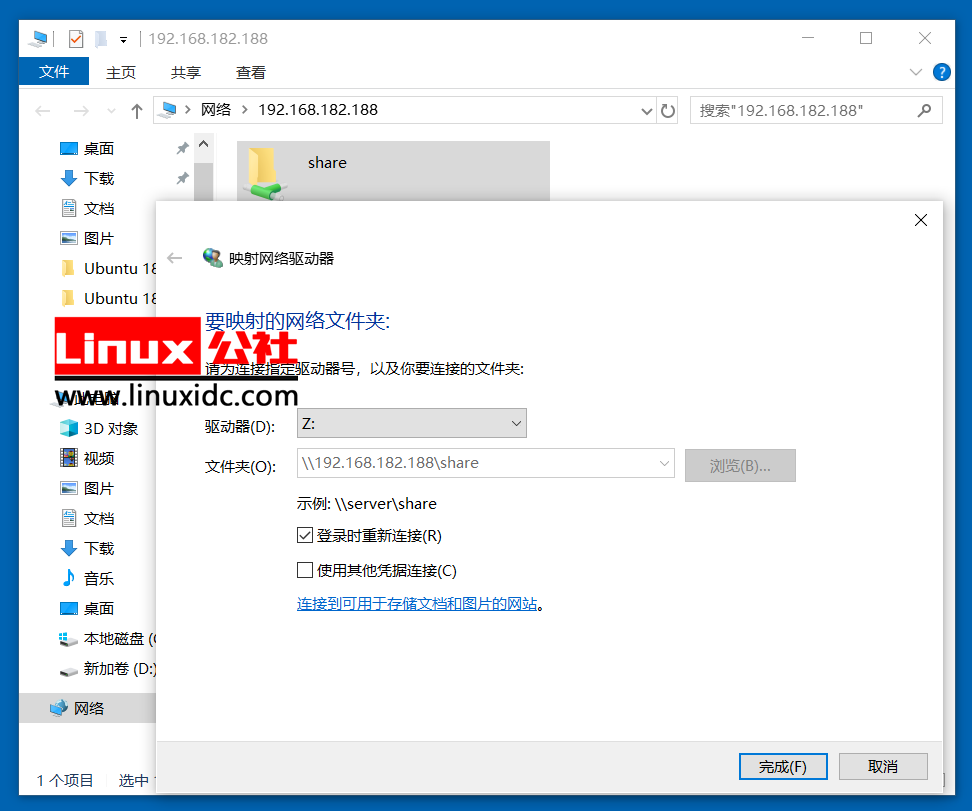 192.168.182.188
文件 主页 共享 查看
网络 192.168.182.188 搜索"192.168.182.188"
桌面
share
下载
文档
图片
Ubuntu 18
Ubuntu 18
3D 对象
视频
图片
文档
下载
音乐
桌面
本地磁盘 (C
新加卷 (D:)
网络
1 个项目 选中
映射网络驱动器
要映射的网络文件夹:
请为连接指定驱动器号，以及你要连接的文件夹:
Linux 公社
www.linuxidc.com
驱动器(D): Z:
文件夹(O): \\192.168.182.188\share 浏览(B)...
示例: \\server\share
登录时重新连接(R)
使用其他凭据连接(C)
连接到可用于存储文档和图片的网站。
完成(F) 取消